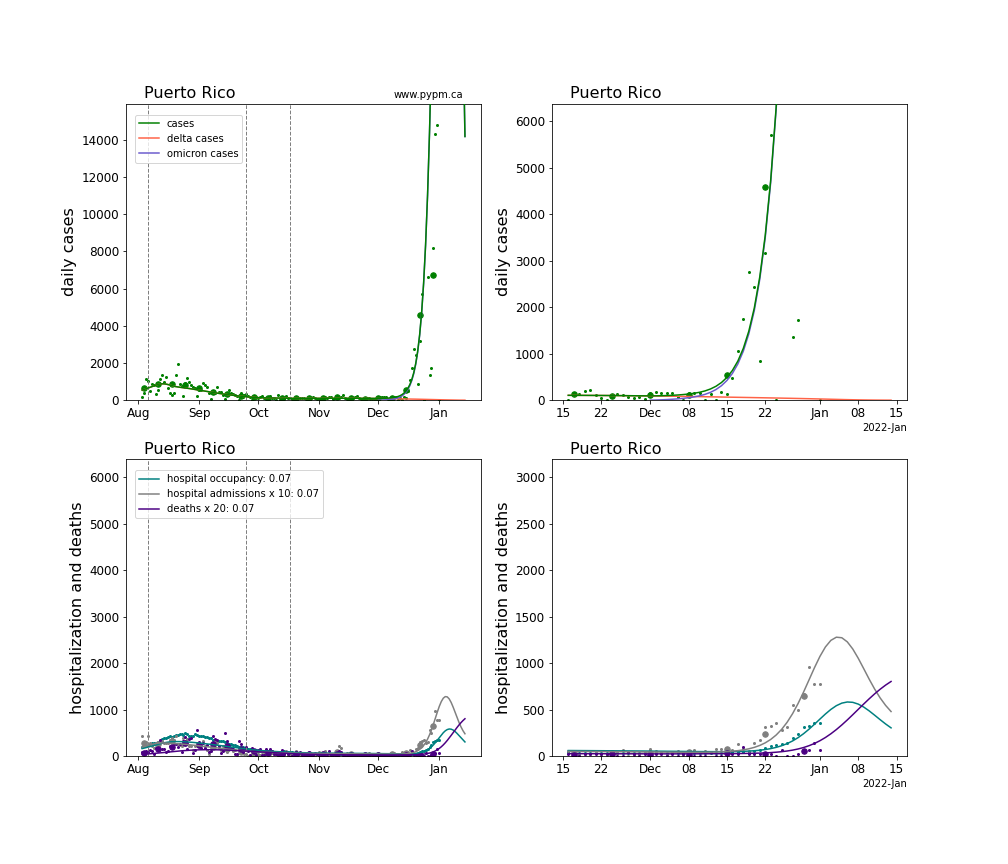 Puerto Rico
www.pypm.ca
cases
delta cases
omicron cases
daily cases
14000
12000
10000
8000
6000
4000
2000
0
Aug
Sep
Oct
Nov
Dec
Jan
Puerto Rico
daily cases
6000
5000
4000
3000
2000
1000
0
15
22
Dec
08
15
22
Jan
08
15
2022-Jan
Puerto Rico
hospital occupancy: 0.07
hospital admissions x 10: 0.07
deaths x 20: 0.07
hospitalization and deaths
6000
5000
4000
3000
2000
1000
0
Aug
Sep
Oct
Nov
Dec
Jan
Puerto Rico
hospitalization and deaths
3000
2500
2000
1500
1000
500
0
15
22
Dec
08
15
22
Jan
08
15
2022-Jan